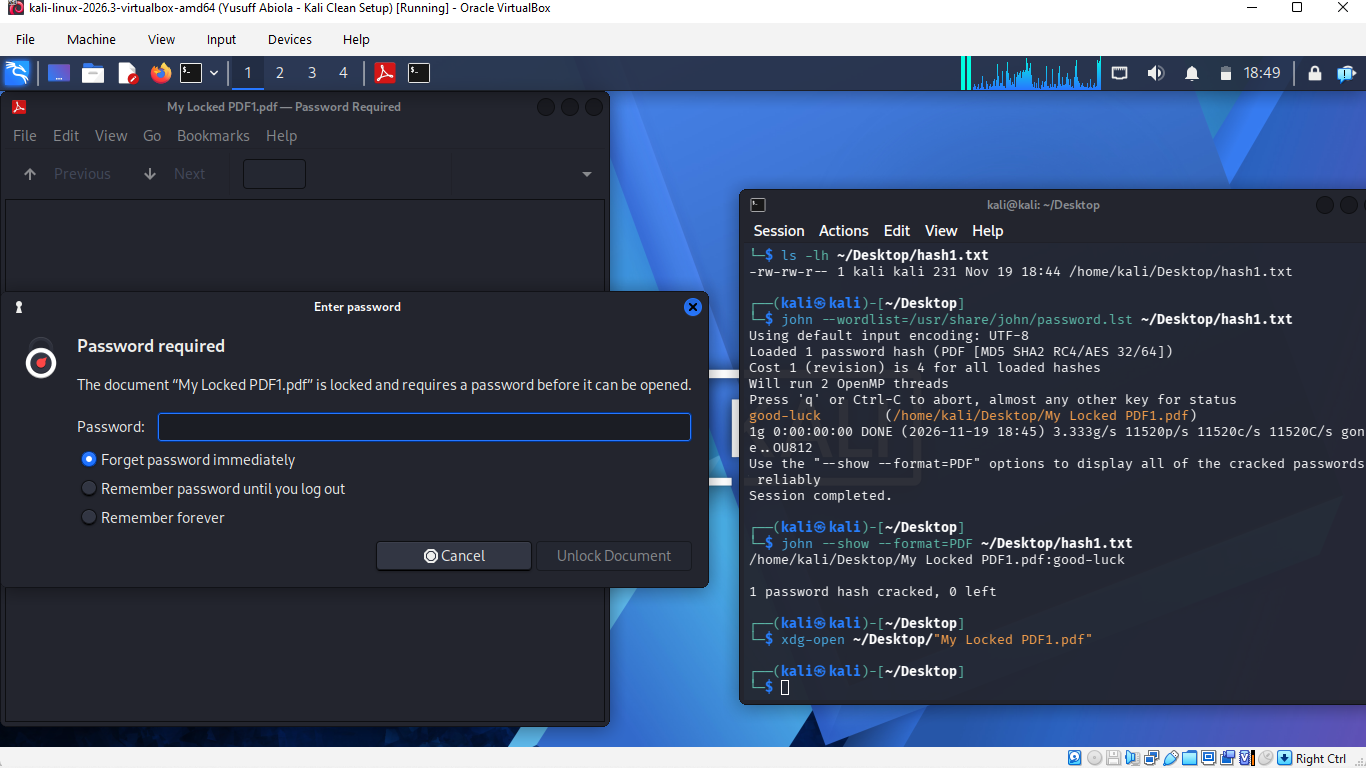 kali-linux-2026.3-virtualbox-amd64 (Yusuff Abiola - Kali Clean Setup) [Running] - Oracle VirtualBox
File Machine View Input Devices Help
1 2 3 4 18:49
My Locked PDF1.pdf — Password Required
File Edit View Go Bookmarks Help
Previous Next
Enter password
Password required
The document “My Locked PDF1.pdf” is locked and requires a password before it can be opened.
Password:
Forget password immediately
Remember password until you log out
Remember forever
Cancel Unlock Document
kali@kali: ~/Desktop
Session Actions Edit View Help
└─$ ls -lh ~/Desktop/hash1.txt
-rw-rw-r-- 1 kali kali 231 Nov 19 18:44 /home/kali/Desktop/hash1.txt
┌──(kali㉿kali)-[~/Desktop]
└─$ john --wordlist=/usr/share/john/password.lst ~/Desktop/hash1.txt
Using default input encoding: UTF-8
Loaded 1 password hash (PDF [MD5 SHA2 RC4/AES 32/64])
Cost 1 (revision) is 4 for all loaded hashes
Will run 2 OpenMP threads
Press 'q' or Ctrl-C to abort, almost any other key for status
good-luck (/home/kali/Desktop/My Locked PDF1.pdf)
1g 0:00:00:00 DONE (2026-11-19 18:45) 3.333g/s 11520p/s 11520c/s 11520C/s gon
e..OU812
Use the "--show --format=PDF" options to display all of the cracked passwords
reliably
Session completed.
┌──(kali㉿kali)-[~/Desktop]
└─$ john --show --format=PDF ~/Desktop/hash1.txt
/home/kali/Desktop/My Locked PDF1.pdf:good-luck
1 password hash cracked, 0 left
┌──(kali㉿kali)-[~/Desktop]
└─$ xdg-open ~/Desktop/"My Locked PDF1.pdf"
┌──(kali㉿kali)-[~/Desktop]
└─$
Right Ctrl